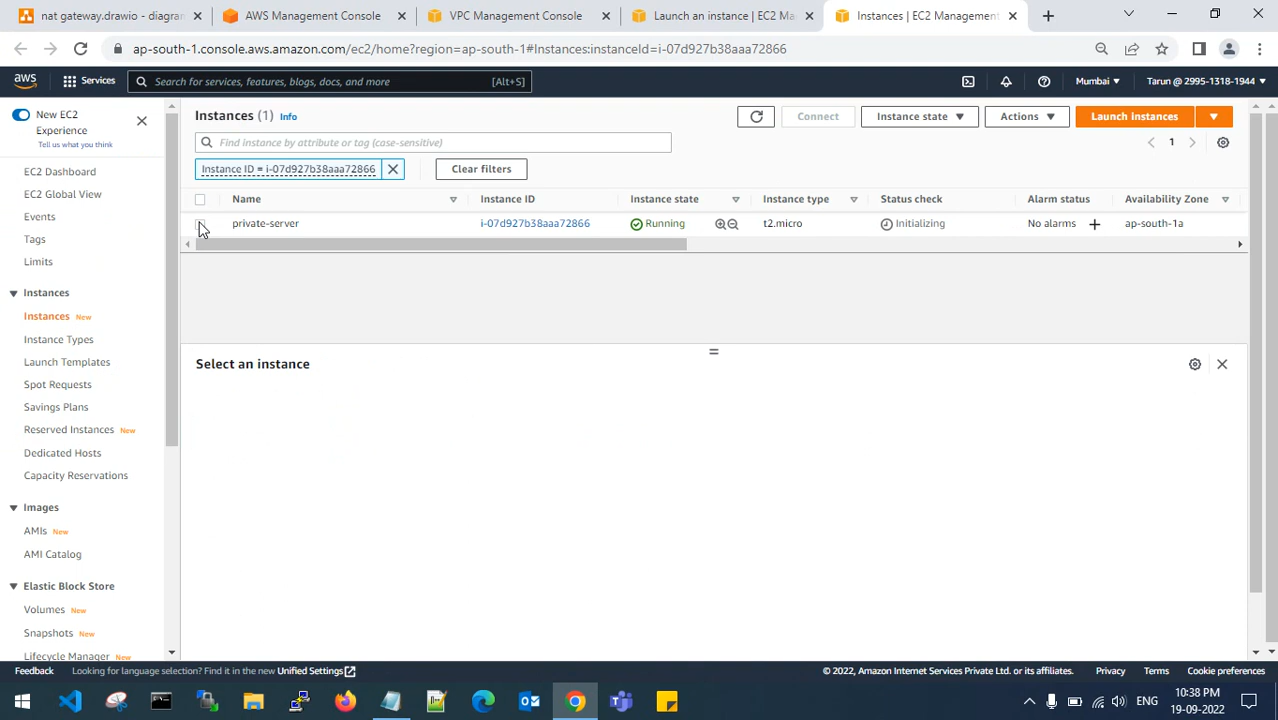 nat gateway.drawio - diagran
AWS Management Console
VPC Management Console
Launch an instance | EC2 Ma
Instances | EC2 Management
ap-south-1.console.aws.amazon.com/ec2/home?region=ap-south-1#Instances:instanceId=i-07d927b38aaa72866
aws
Services
Search for services, features, blogs, docs, and more
[Alt+S]
Mumbai
Tarun @ 2995-1318-1944
New EC2
Experience
Tell us what you think
EC2 Dashboard
EC2 Global View
Events
Tags
Limits
Instances
Instances New
Instance Types
Launch Templates
Spot Requests
Savings Plans
Reserved Instances New
Dedicated Hosts
Capacity Reservations
Images
AMIs New
AMI Catalog
Elastic Block Store
Volumes New
Snapshots New
Lifecycle Manager New
Instances (1) Info
Connect
Instance state
Actions
Launch instances
Find instance by attribute or tag (case-sensitive)
1
Instance ID = i-07d927b38aaa72866
Clear filters
Name Instance ID Instance state Instance type Status check Alarm status Availability Zone
private-server i-07d927b38aaa72866 Running t2.micro Initializing No alarms + ap-south-1a
Select an instance
Feedback
Looking for language selection? Find it in the new Unified Settings
© 2022, Amazon Internet Services Private Ltd. or its affiliates.
Privacy
Terms
Cookie preferences
ENG
10:38 PM
19-09-2022